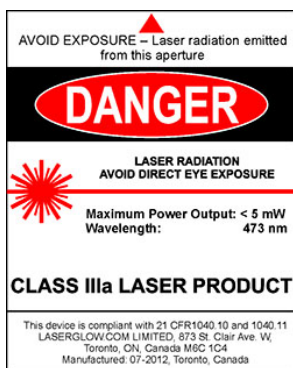 AVOID EXPOSURE – Laser radiation emitted
from this aperture
DANGER
LASER RADIATION
AVOID DIRECT EYE EXPOSURE
Maximum Power Output: < 5 mW
Wavelength: 473 nm
CLASS IIIa LASER PRODUCT
This device is compliant with 21 CFR1040.10 and 1040.11
LASERGLOW.COM LIMITED, 873 St. Clair Ave. W,
Toronto, ON, Canada M6C 1C4
Manufactured: 07-2012, Toronto, Canada